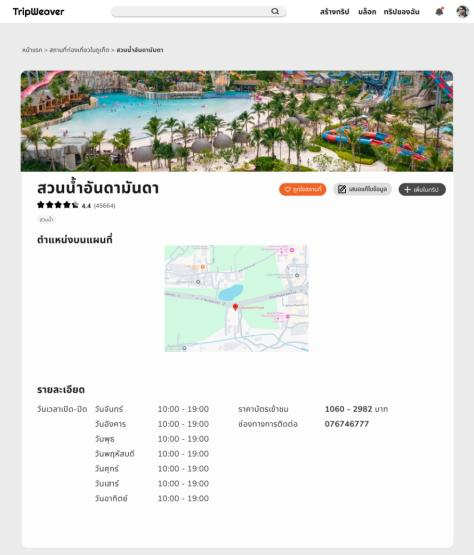 TripWeaver
สร้างทริป บล็อก ทริปของฉัน
หน้าแรก > สถานที่ท่องเที่ยวในภูเก็ต > สวนน้ำอันดามันดา
สวนน้ำอันดามันดา
ถูกใจสถานที่
เสนอแก้ไขข้อมูล
เพิ่มในทริป
4.4 (45664)
สวนน้ำ
ตำแหน่งบนแผนที่
รายละเอียด
วันเวลาเปิด-ปิด วันจันทร์ 10:00 - 19:00 ราคาบัตรเข้าชม 1060 - 2982 บาท
วันอังคาร 10:00 - 19:00 ช่องทางการติดต่อ 076746777
วันพุธ 10:00 - 19:00
วันพฤหัสบดี 10:00 - 19:00
วันศุกร์ 10:00 - 19:00
วันเสาร์ 10:00 - 19:00
วันอาทิตย์ 10:00 - 19:00